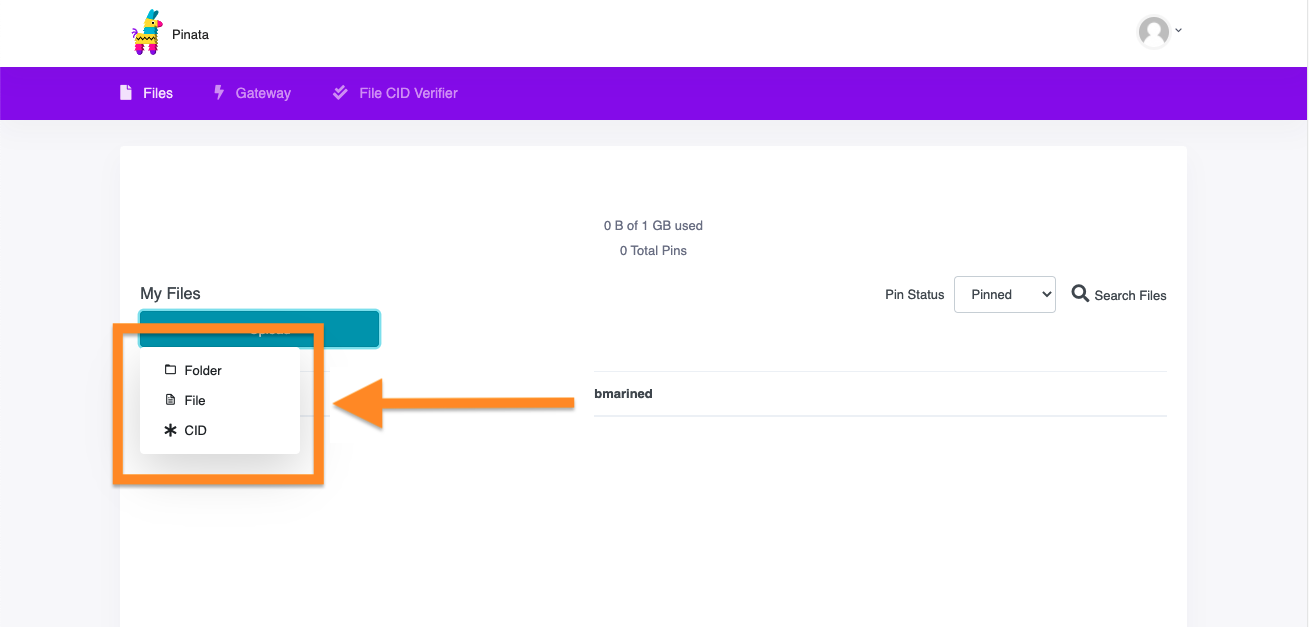 Pinata
Files
Gateway
File CID Verifier
0 B of 1 GB used
0 Total Pins
My Files
Pin Status
Pinned
Search Files
Folder
File
CID
bmarined